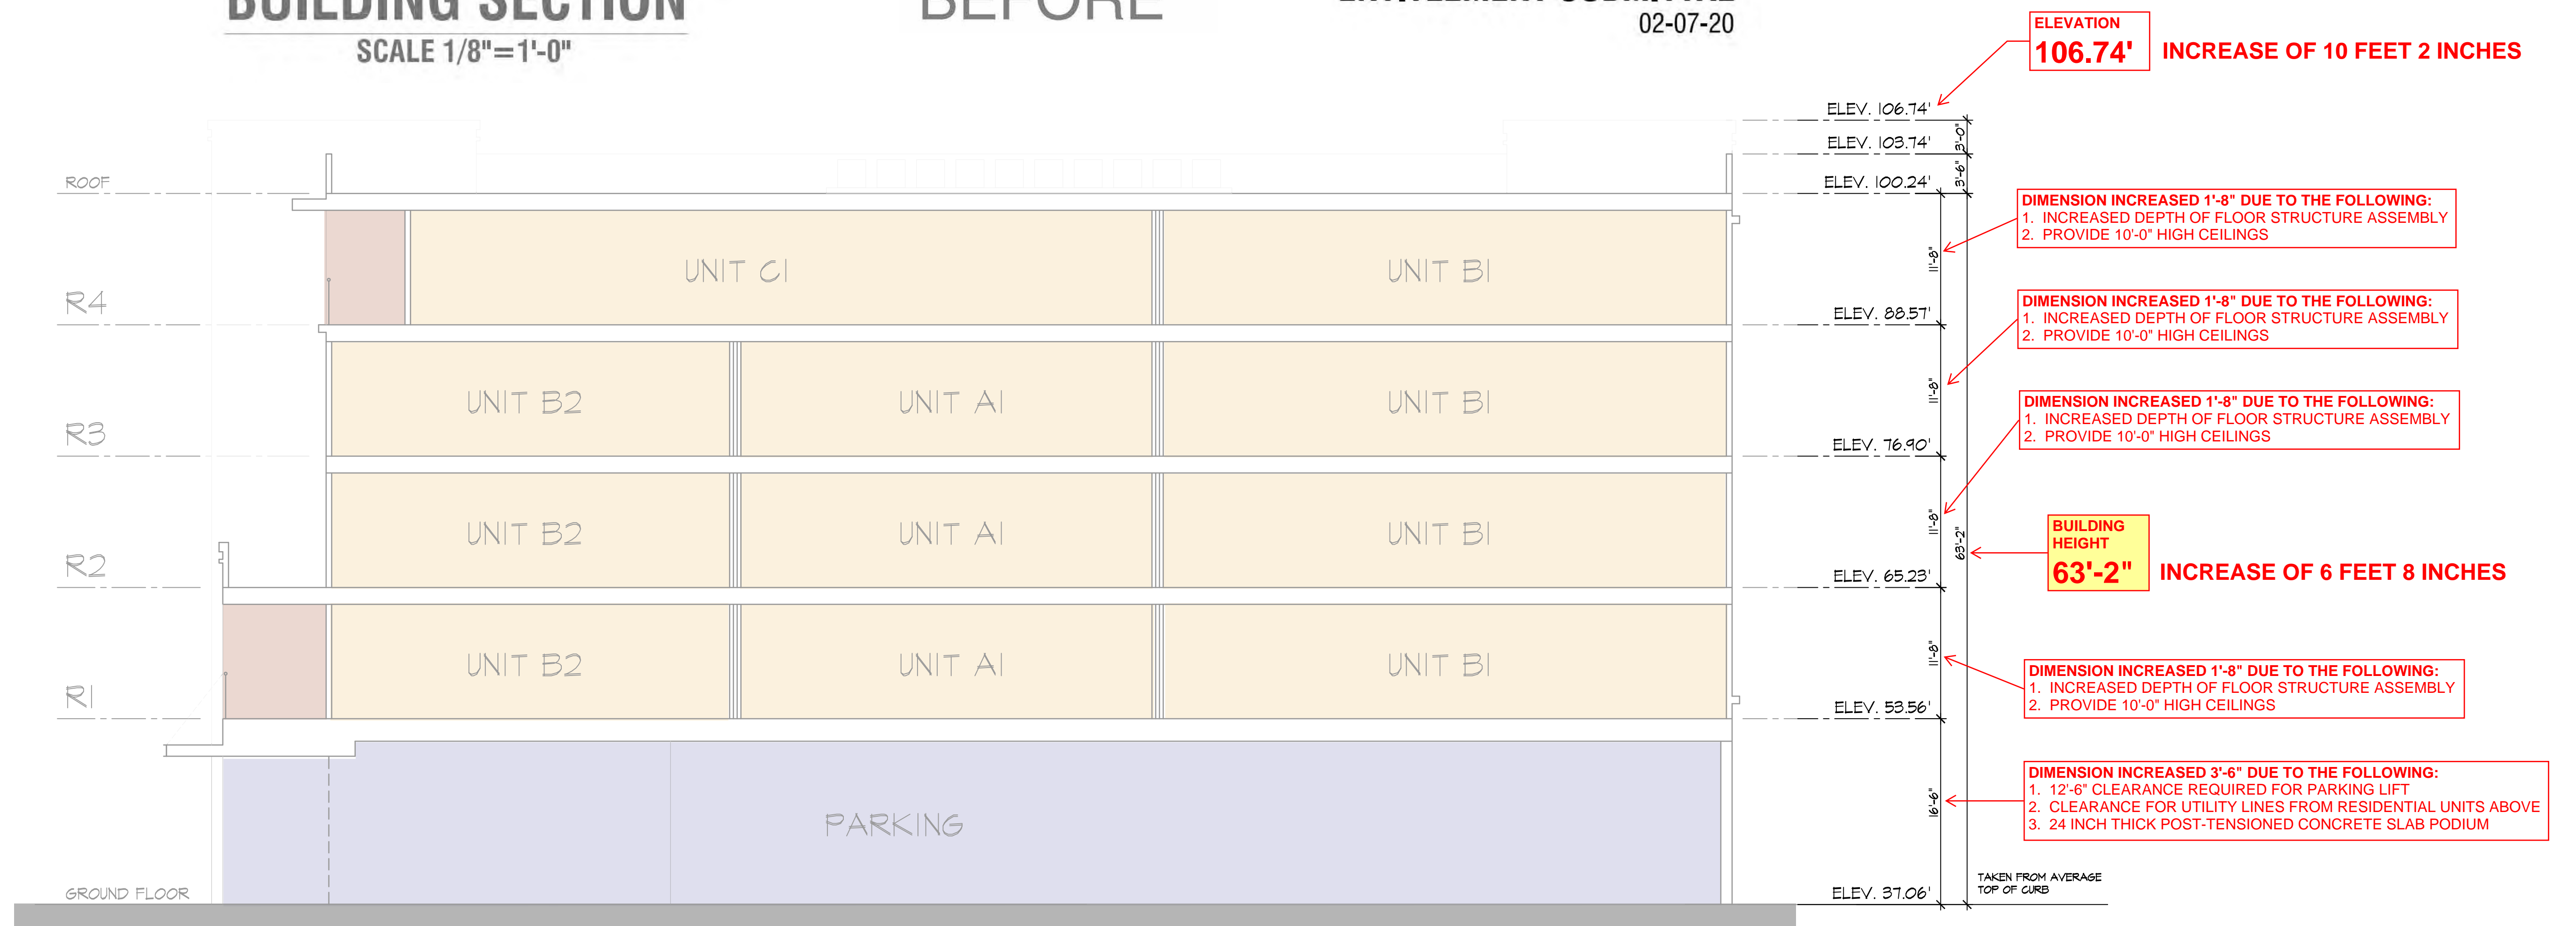 BUILDING SECTION
SCALE 1/8"=1'-0"
BEFORE
ENTITLEMENT SUBMITTAL
02-07-20
ELEVATION
106.74'
INCREASE OF 10 FEET 2 INCHES
ELEV. 106.74'
3'-0"
ELEV. 103.74'
3'-6"
ROOF
ELEV. 100.24'
DIMENSION INCREASED 1'-8" DUE TO THE FOLLOWING:
1. INCREASED DEPTH OF FLOOR STRUCTURE ASSEMBLY
2. PROVIDE 10'-0" HIGH CEILINGS
UNIT C1
UNIT B1
11'-8"
R4
ELEV. 88.57'
DIMENSION INCREASED 1'-8" DUE TO THE FOLLOWING:
1. INCREASED DEPTH OF FLOOR STRUCTURE ASSEMBLY
2. PROVIDE 10'-0" HIGH CEILINGS
UNIT B2
UNIT A1
UNIT B1
11'-8"
R3
ELEV. 76.90'
DIMENSION INCREASED 1'-8" DUE TO THE FOLLOWING:
1. INCREASED DEPTH OF FLOOR STRUCTURE ASSEMBLY
2. PROVIDE 10'-0" HIGH CEILINGS
UNIT B2
UNIT A1
UNIT B1
11'-8"
63'-2"
BUILDING
HEIGHT
63'-2"
INCREASE OF 6 FEET 8 INCHES
R2
ELEV. 65.23'
UNIT B2
UNIT A1
UNIT B1
11'-8"
DIMENSION INCREASED 1'-8" DUE TO THE FOLLOWING:
1. INCREASED DEPTH OF FLOOR STRUCTURE ASSEMBLY
2. PROVIDE 10'-0" HIGH CEILINGS
R1
ELEV. 53.56'
PARKING
16'-6"
DIMENSION INCREASED 3'-6" DUE TO THE FOLLOWING:
1. 12'-6" CLEARANCE REQUIRED FOR PARKING LIFT
2. CLEARANCE FOR UTILITY LINES FROM RESIDENTIAL UNITS ABOVE
3. 24 INCH THICK POST-TENSIONED CONCRETE SLAB PODIUM
GROUND FLOOR
ELEV. 37.06'
TAKEN FROM AVERAGE
TOP OF CURB